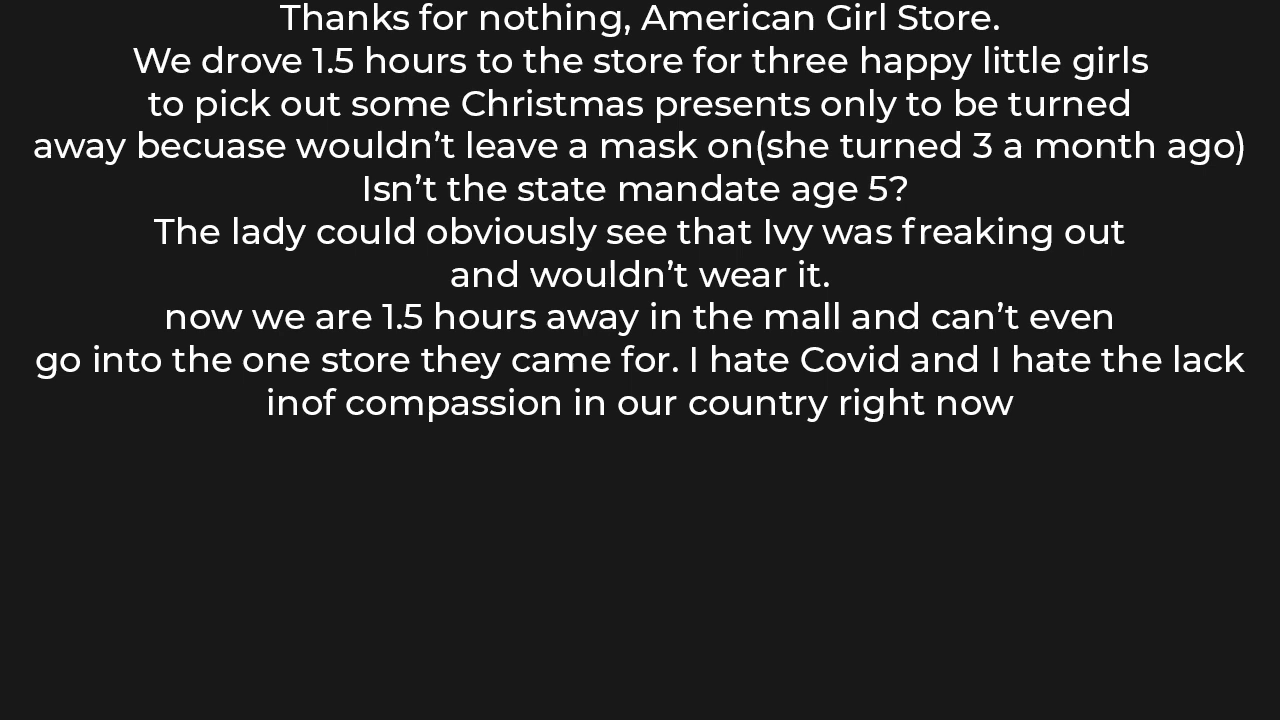 Thanks for nothing, American Girl Store.
We drove 1.5 hours to the store for three happy little girls
to pick out some Christmas presents only to be turned
away becuase wouldn’t leave a mask on(she turned 3 a month ago)
Isn’t the state mandate age 5?
The lady could obviously see that Ivy was freaking out
and wouldn’t wear it.
now we are 1.5 hours away in the mall and can’t even
go into the one store they came for. I hate Covid and I hate the lack
inof compassion in our country right now